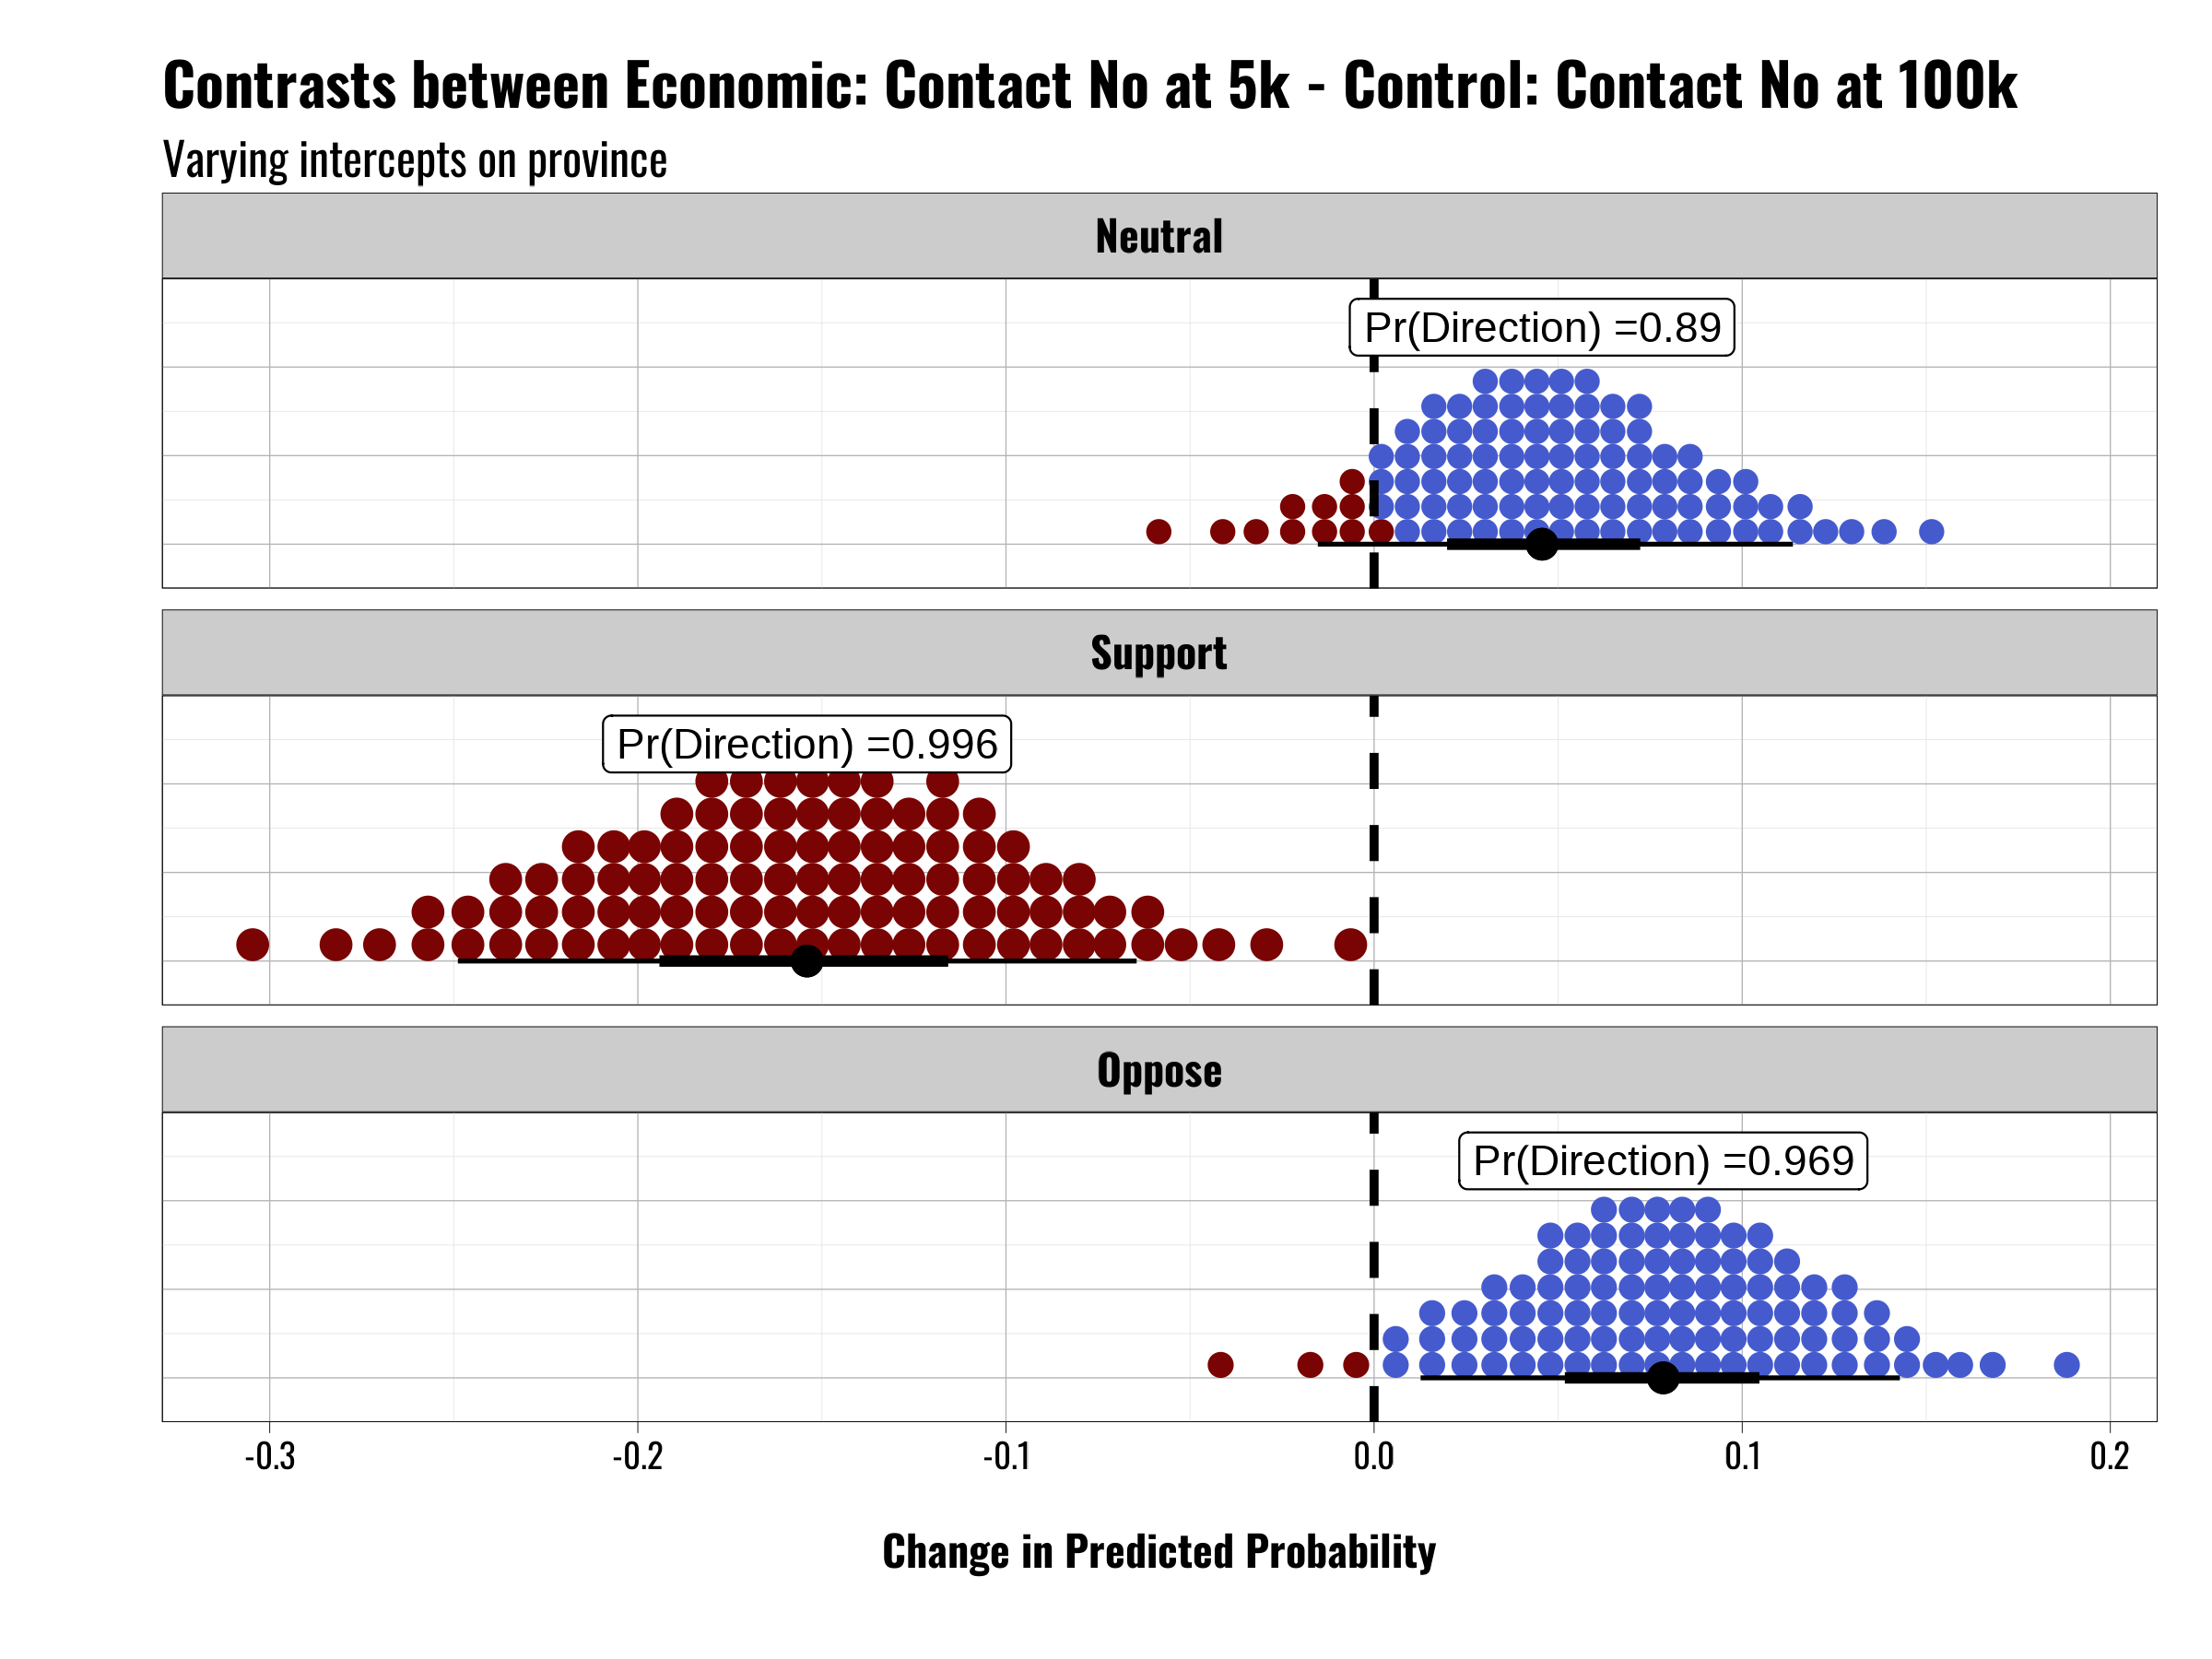 Contrasts between Economic: Contact No at 5k - Control: Contact No at 100k
Varying intercepts on province
Neutral
Pr(Direction) =0.89
Support
Pr(Direction) =0.996
Oppose
Pr(Direction) =0.969
-0.3 -0.2 -0.1 0.0 0.1 0.2
Change in Predicted Probability